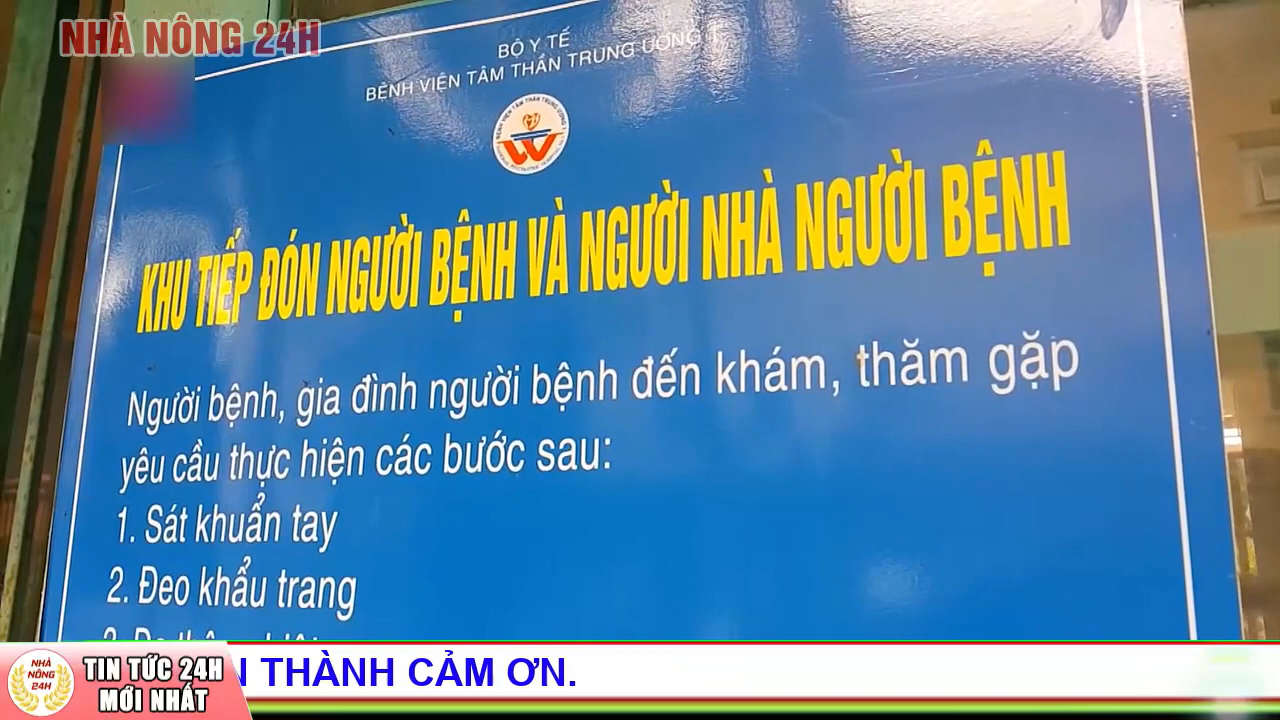 NHÀ NÔNG 24H
BỘ Y TẾ
BỆNH VIỆN TÂM THẦN TRUNG ƯƠNG 1
KHU TIẾP ĐÓN NGƯỜI BỆNH VÀ NGƯỜI NHÀ NGƯỜI BỆNH
Người bệnh, gia đình người bệnh đến khám, thăm gặp
yêu cầu thực hiện các bước sau:
1. Sát khuẩn tay
2. Đeo khẩu trang
NHÀ
NÔNG
24H
TIN TỨC 24H
MỚI NHẤT
THÀNH CẢM ƠN.